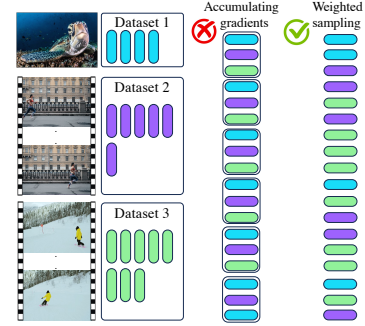 Dataset 1
Dataset 2
Dataset 3
Accumulating
gradients
Weighted
sampling